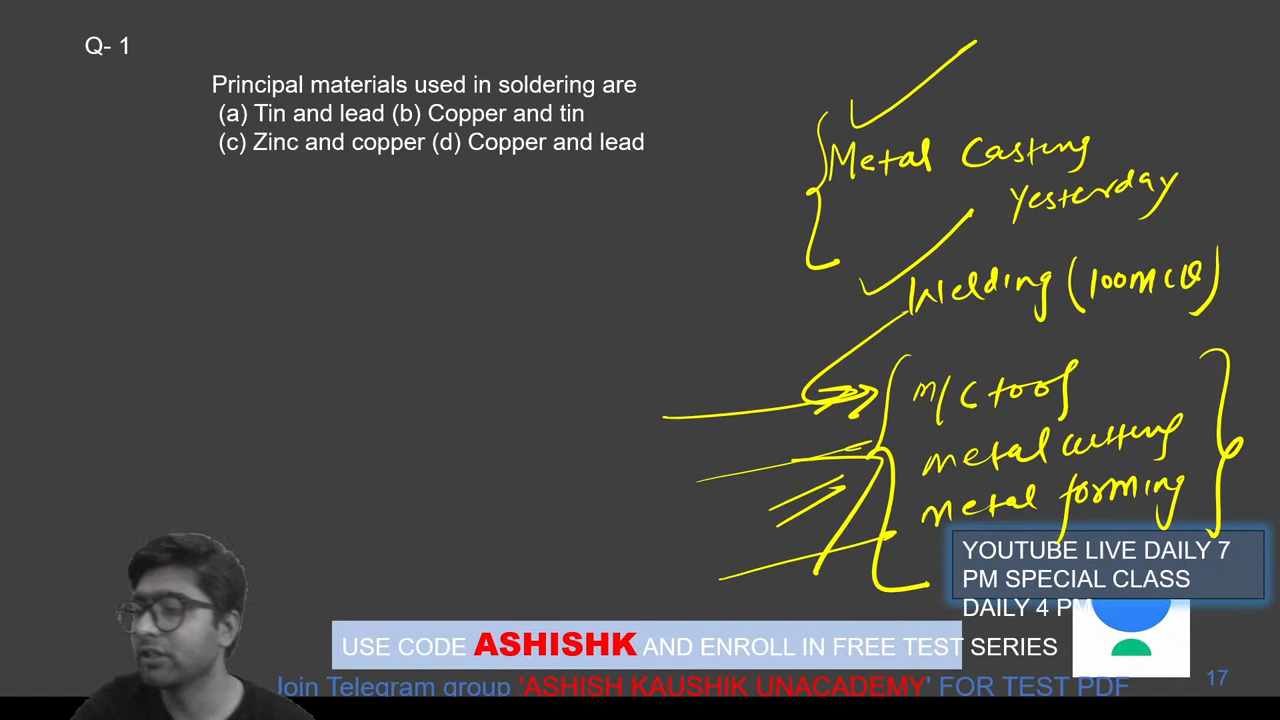 Q- 1
Principal materials used in soldering are
(a) Tin and lead (b) Copper and tin
(c) Zinc and copper (d) Copper and lead
Metal Casting
Yesterday
Welding (100MCQ)
M/C tool
metal cutting
metal forming
YOUTUBE LIVE DAILY 7
PM SPECIAL CLASS
DAILY 4 PM
USE CODE ASHISHK AND ENROLL IN FREE TEST SERIES
Join Telegram group 'ASHISH KAUSHIK UNACADEMY' FOR TEST PDF
17